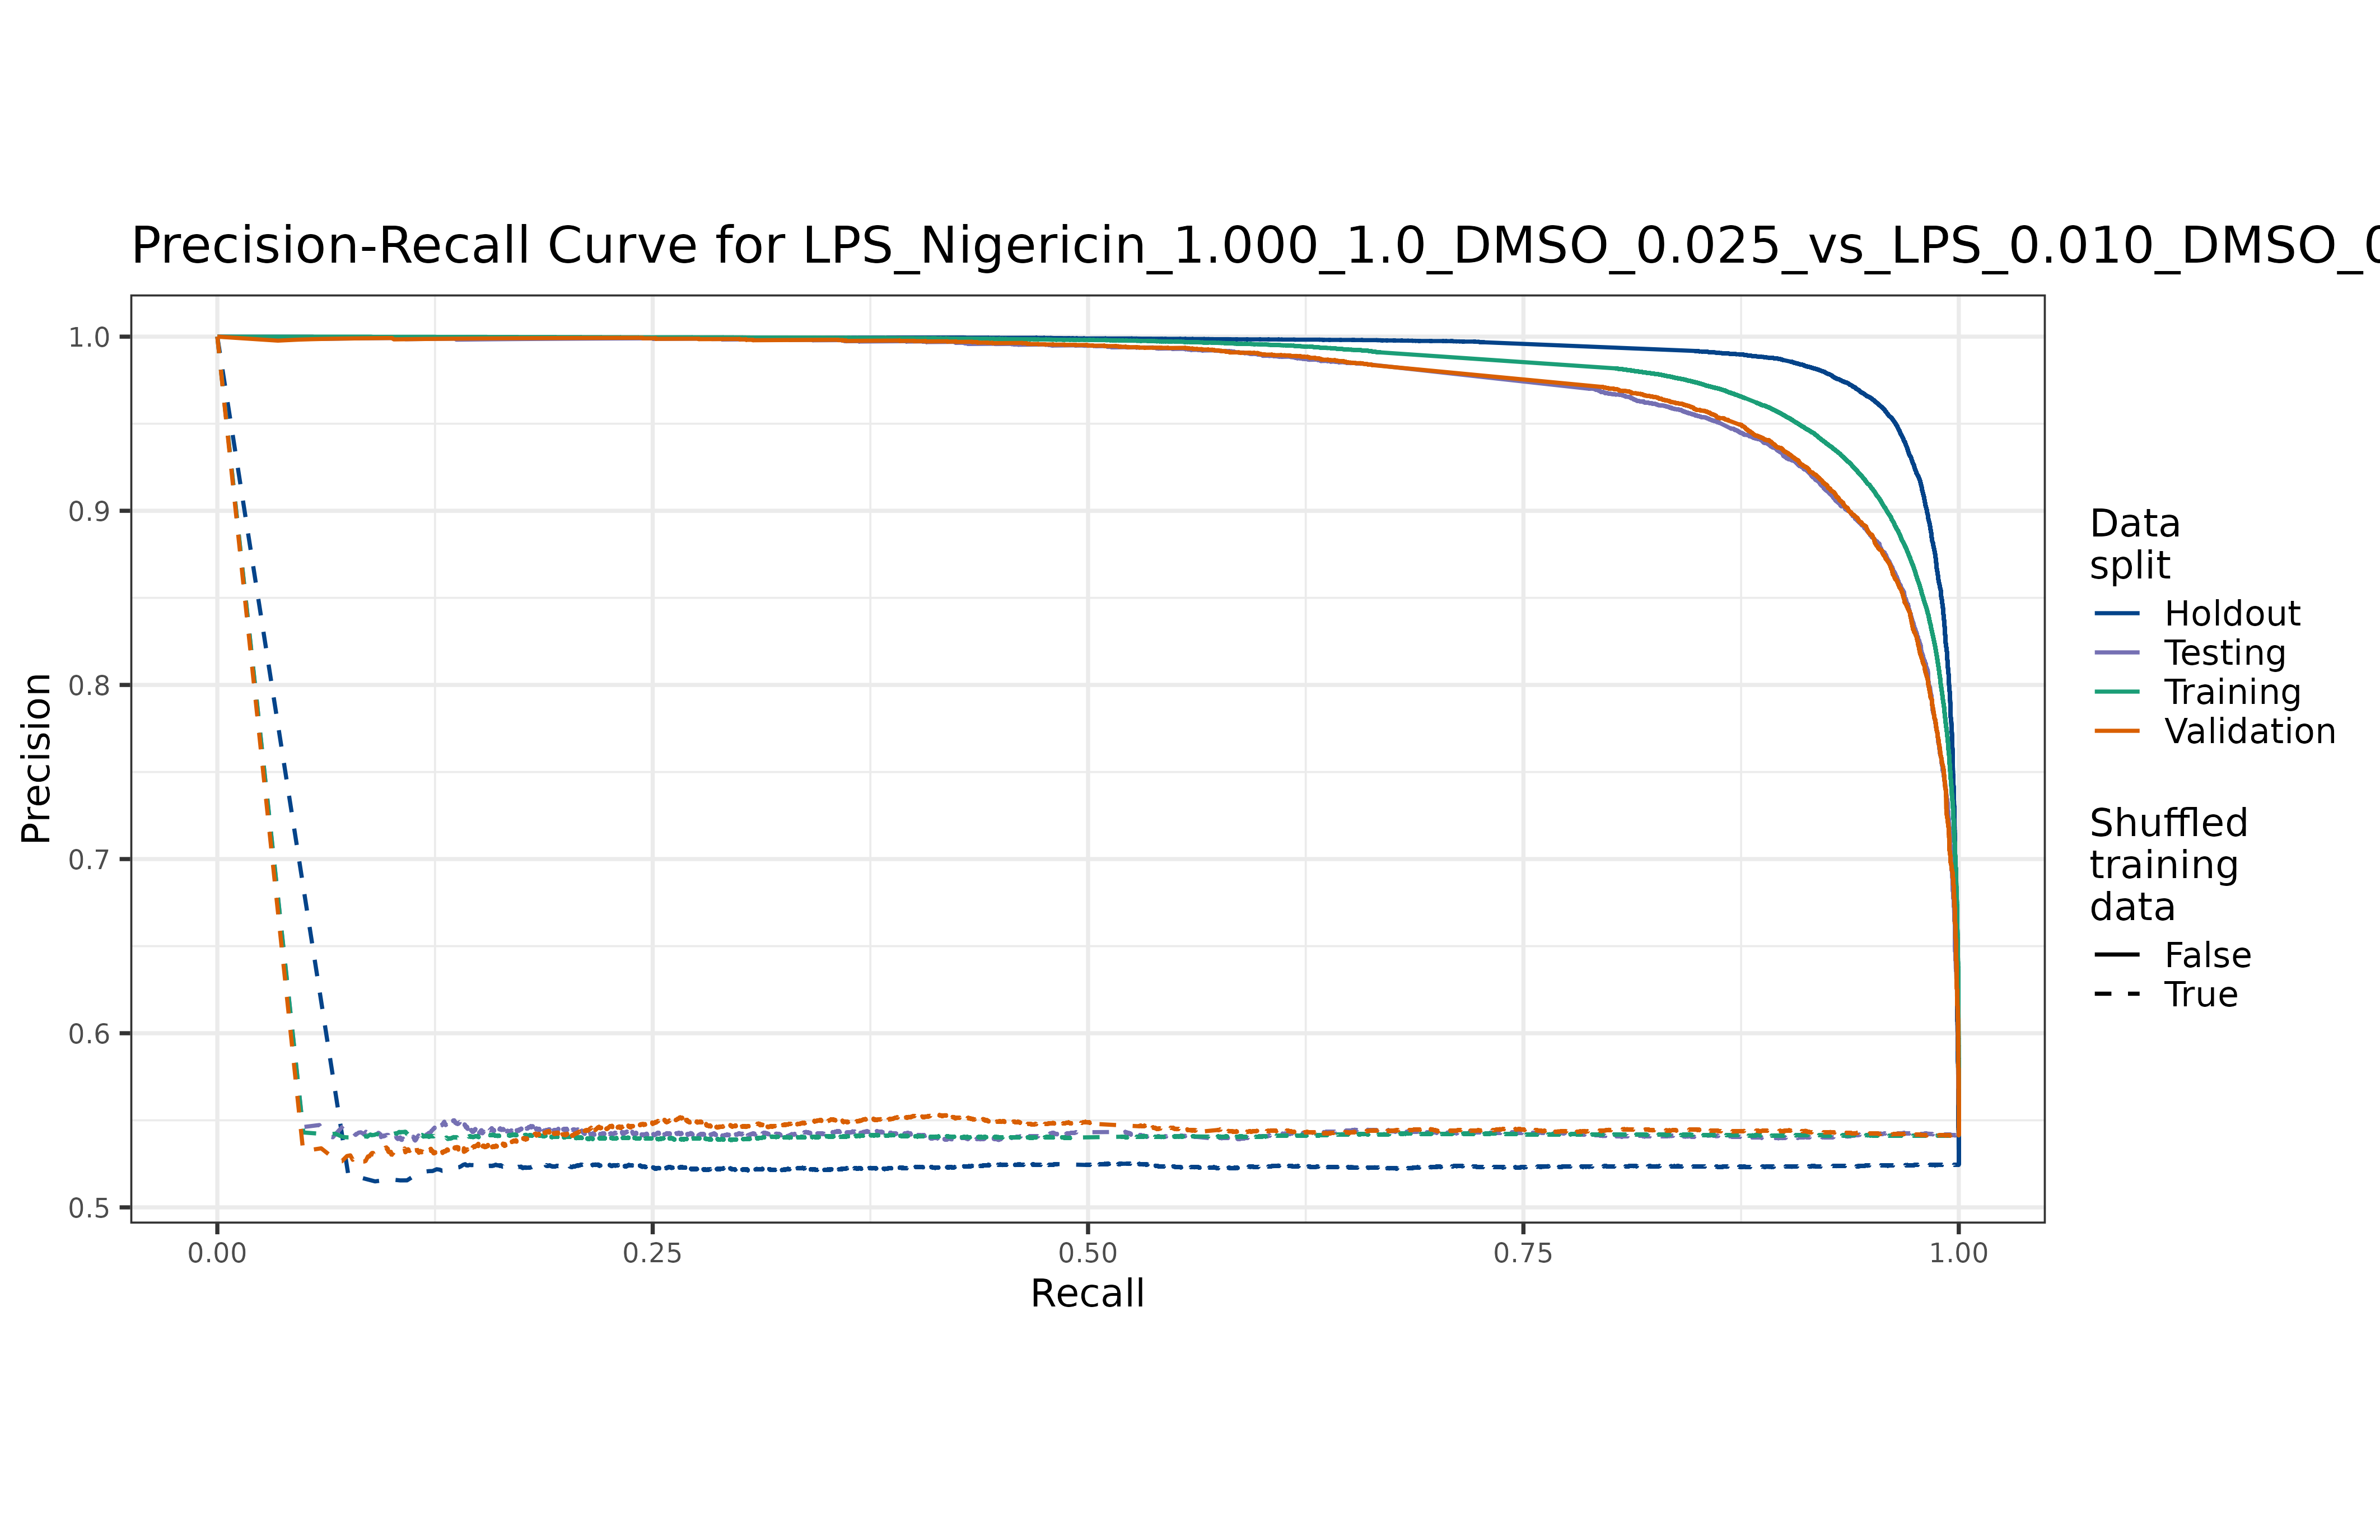 Precision-Recall Curve for LPS_Nigericin_1.000_1.0_DMSO_0.025_vs_LPS_0.010_DMSO_0
Precision
1.0
0.9
0.8
0.7
0.6
0.5
0.00
0.25
0.50
0.75
1.00
Recall
Data
split
Holdout
Testing
Training
Validation
Shuffled
training
data
False
True